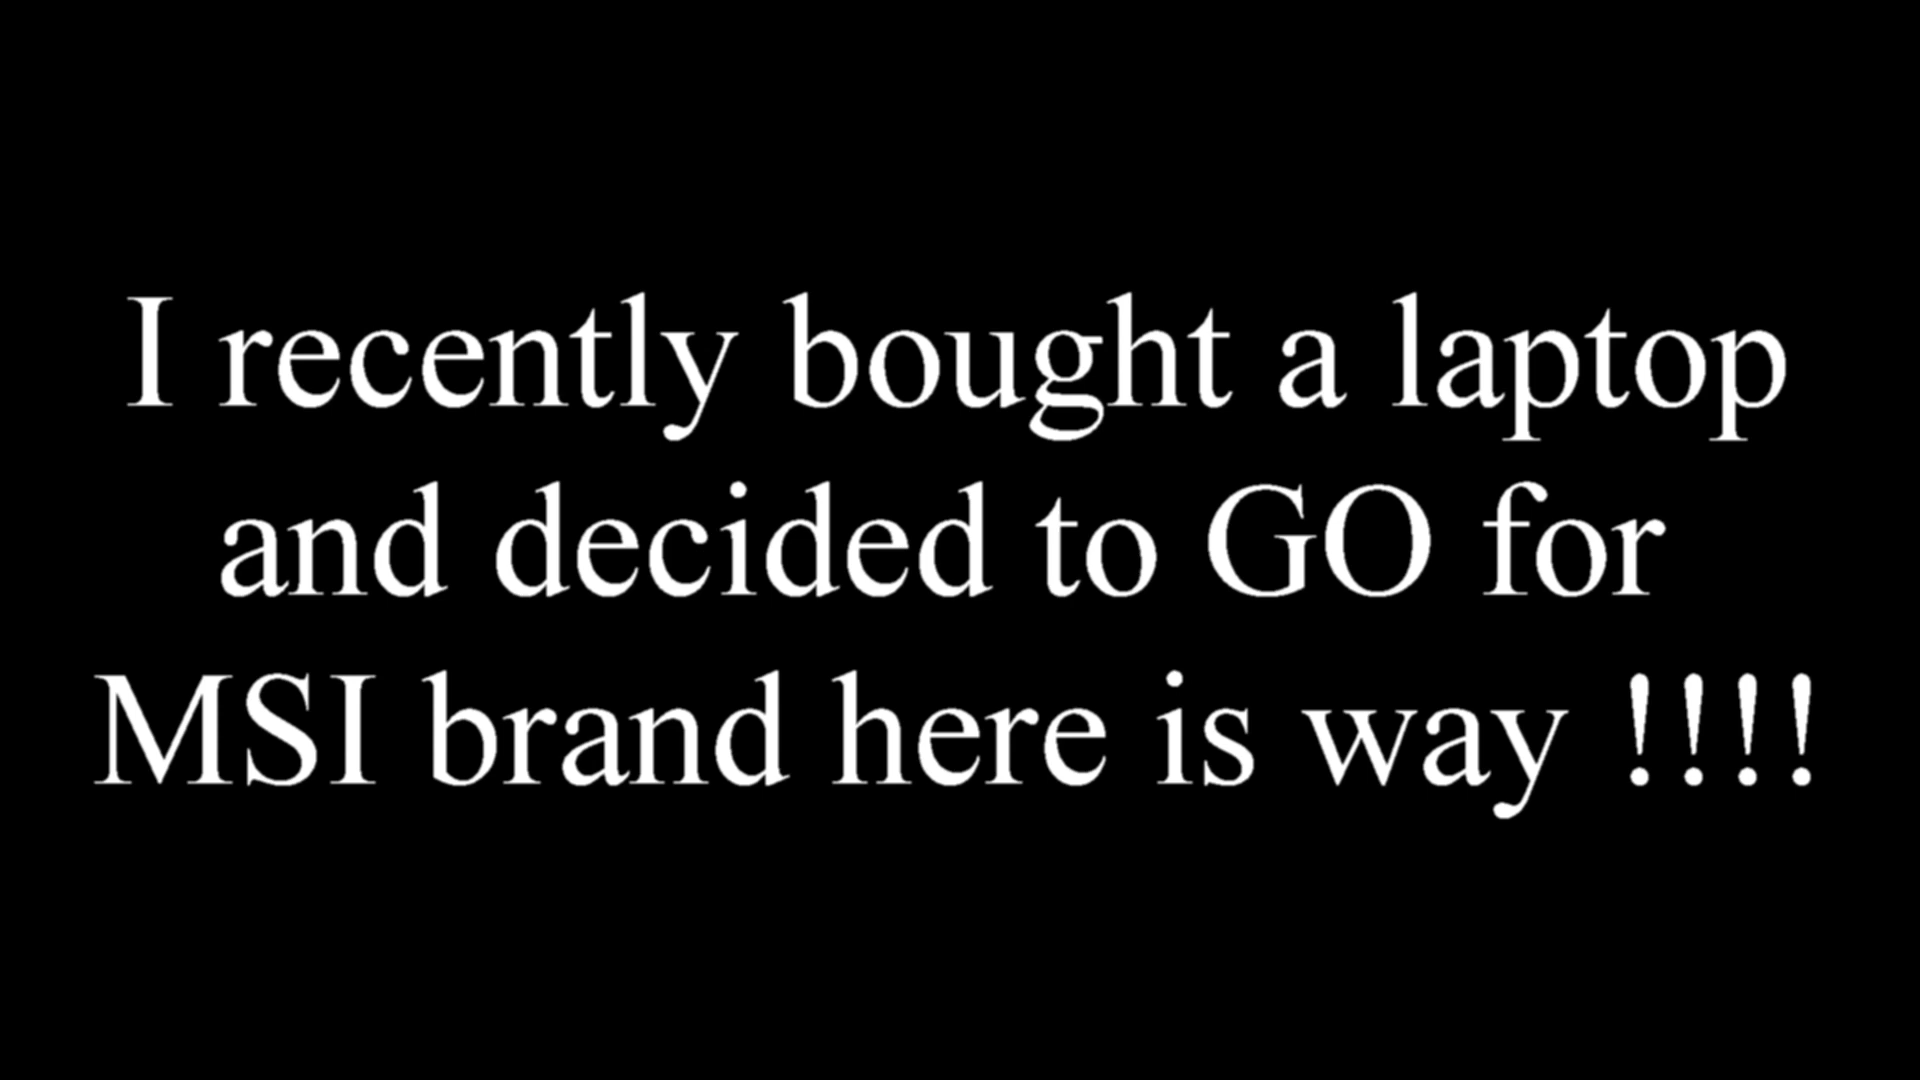 I recently bought a laptop
and decided to GO for
MSI brand here is way !!!!